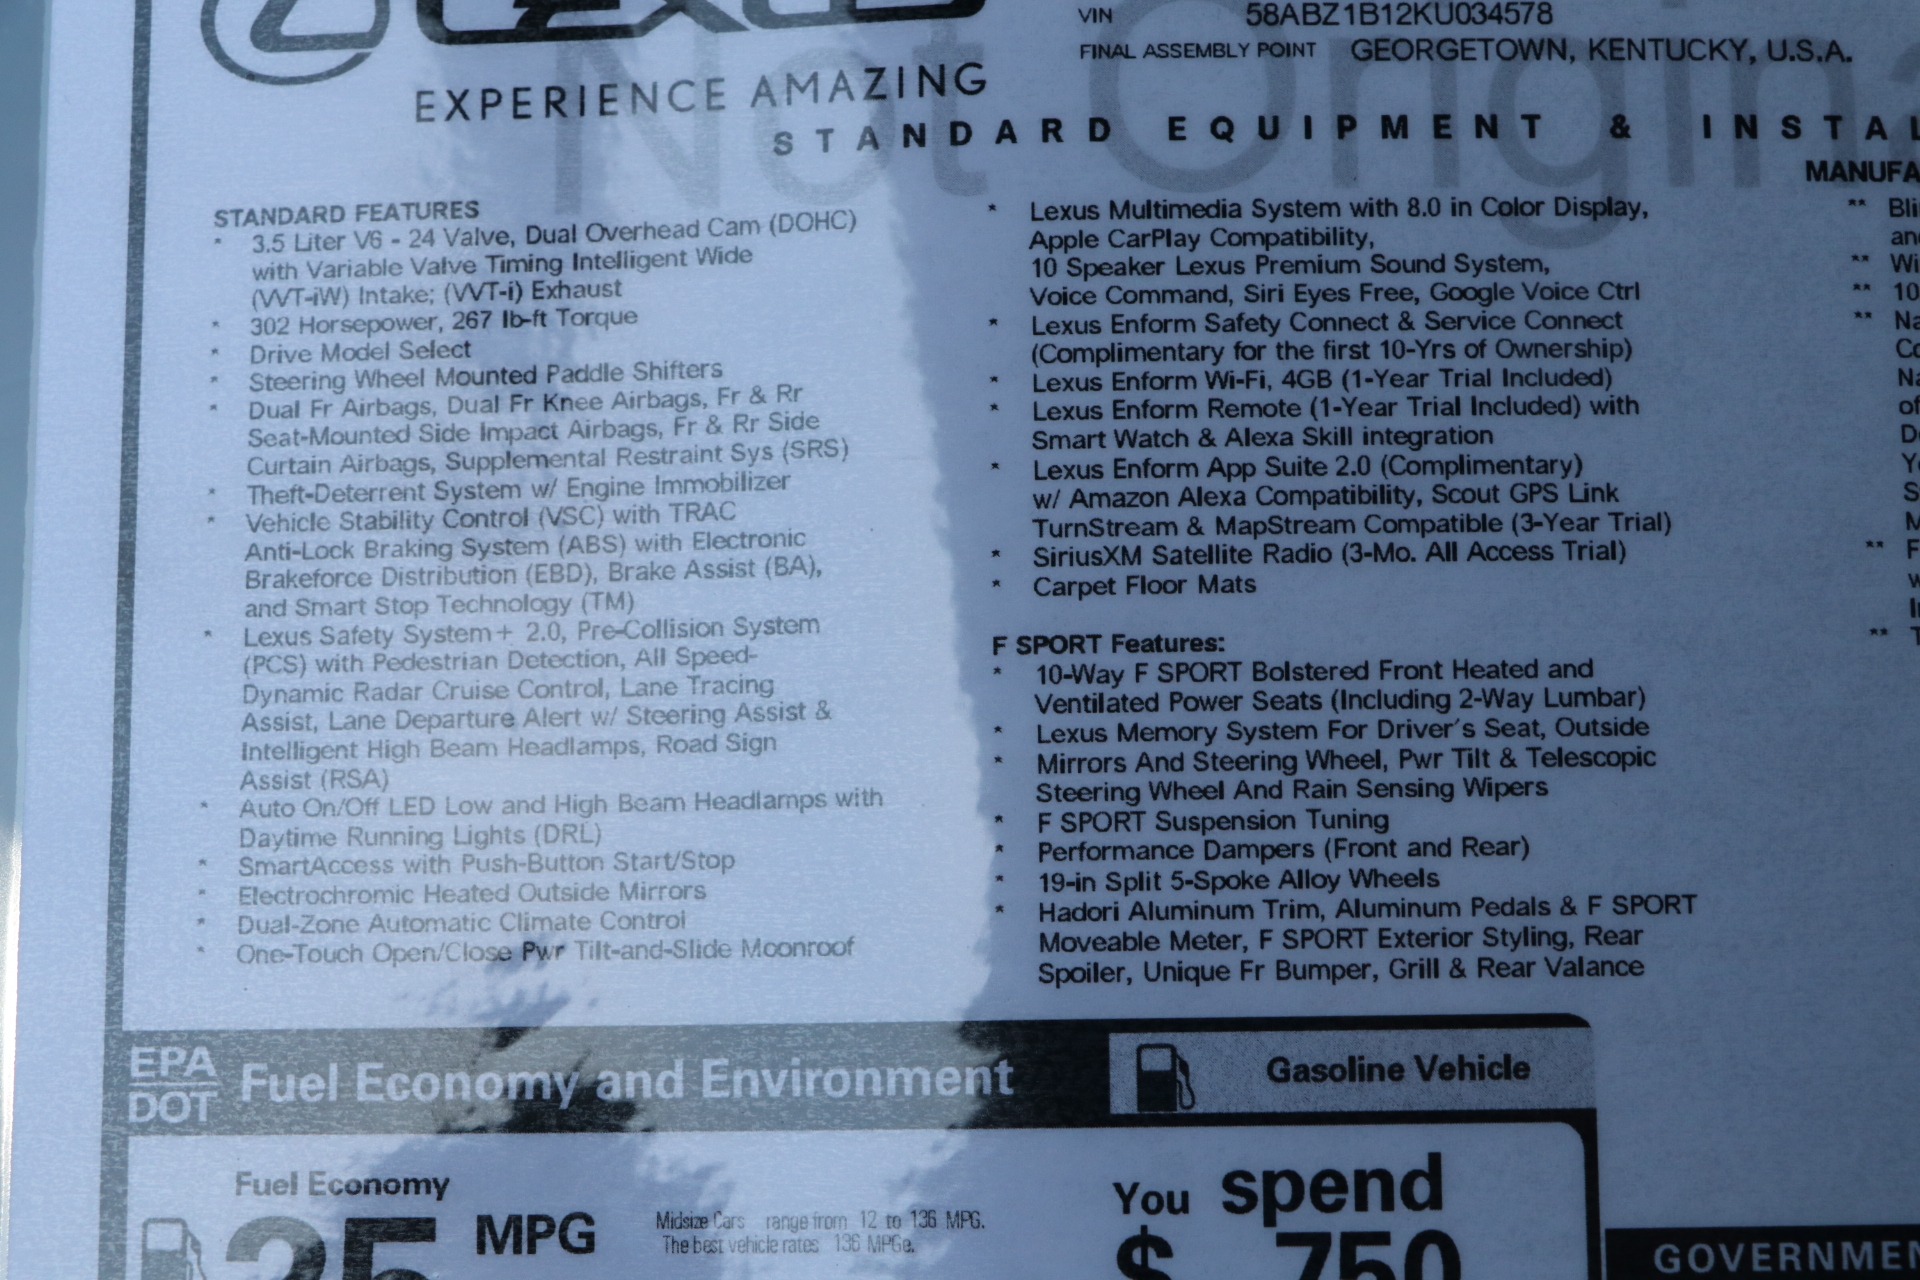 LEXUS
EXPERIENCE AMAZING
VIN 58ABZ1B12KU034578
FINAL ASSEMBLY POINT GEORGETOWN, KENTUCKY, U.S.A.
Not Origina
STANDARD EQUIPMENT & INSTAL
STANDARD FEATURES
* 3.5 Liter V6 - 24 Valve, Dual Overhead Cam (DOHC)
with Variable Valve Timing Intelligent Wide
(VVT-iW) Intake; (VVT-i) Exhaust
* 302 Horsepower, 267 lb-ft Torque
* Drive Model Select
* Steering Wheel Mounted Paddle Shifters
* Dual Fr Airbags, Dual Fr Knee Airbags, Fr & Rr
Seat-Mounted Side Impact Airbags, Fr & Rr Side
Curtain Airbags, Supplemental Restraint Sys (SRS)
* Theft-Deterrent System w/ Engine Immobilizer
* Vehicle Stability Control (VSC) with TRAC
Anti-Lock Braking System (ABS) with Electronic
Brakeforce Distribution (EBD), Brake Assist (BA),
and Smart Stop Technology (TM)
* Lexus Safety System+ 2.0, Pre-Collision System
(PCS) with Pedestrian Detection, All Speed-
Dynamic Radar Cruise Control, Lane Tracing
Assist, Lane Departure Alert w/ Steering Assist &
Intelligent High Beam Headlamps, Road Sign
Assist (RSA)
* Auto On/Off LED Low and High Beam Headlamps with
Daytime Running Lights (DRL)
* SmartAccess with Push-Button Start/Stop
* Electrochromic Heated Outside Mirrors
* Dual-Zone Automatic Climate Control
* One-Touch Open/Close Pwr Tilt-and-Slide Moonroof
* Lexus Multimedia System with 8.0 in Color Display,
Apple CarPlay Compatibility,
10 Speaker Lexus Premium Sound System,
Voice Command, Siri Eyes Free, Google Voice Ctrl
* Lexus Enform Safety Connect & Service Connect
(Complimentary for the first 10-Yrs of Ownership)
* Lexus Enform Wi-Fi, 4GB (1-Year Trial Included)
* Lexus Enform Remote (1-Year Trial Included) with
Smart Watch & Alexa Skill integration
* Lexus Enform App Suite 2.0 (Complimentary)
w/ Amazon Alexa Compatibility, Scout GPS Link
TurnStream & MapStream Compatible (3-Year Trial)
* SiriusXM Satellite Radio (3-Mo. All Access Trial)
* Carpet Floor Mats
F SPORT Features:
* 10-Way F SPORT Bolstered Front Heated and
Ventilated Power Seats (Including 2-Way Lumbar)
* Lexus Memory System For Driver's Seat, Outside
* Mirrors And Steering Wheel, Pwr Tilt & Telescopic
Steering Wheel And Rain Sensing Wipers
* F SPORT Suspension Tuning
* Performance Dampers (Front and Rear)
* 19-in Split 5-Spoke Alloy Wheels
* Hadori Aluminum Trim, Aluminum Pedals & F SPORT
Moveable Meter, F SPORT Exterior Styling, Rear
Spoiler, Unique Fr Bumper, Grill & Rear Valance
MANUFA
** Bli
an
** Wi
** 10
** Na
Co
Na
of
Yo
** F
EPA
DOT
Fuel Economy and Environment
Gasoline Vehicle
Fuel Economy
25 MPG
Midsize Cars range from 12 to 136 MPG.
The best vehicle rates 136 MPGe.
You spend
$ 750
GOVERNMEN